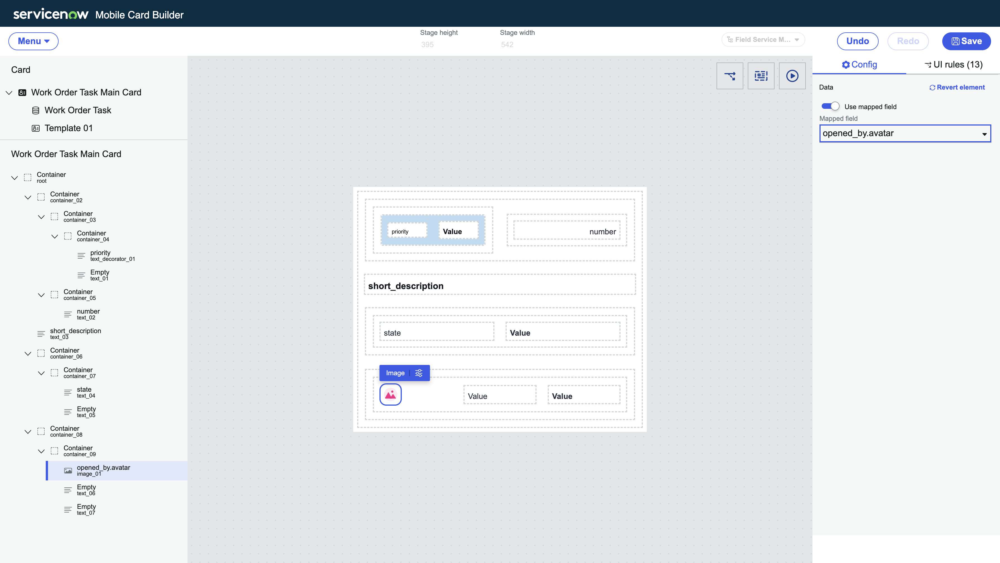 servicenow Mobile Card Builder
Menu
Stage height
395
Stage width
542
Field Service M...
Undo
Redo
Save
Card
Work Order Task Main Card
Work Order Task
Template 01
Work Order Task Main Card
Container
root
Container
container_02
Container
container_03
Container
container_04
priority
text_decorator_01
Empty
text_01
Container
container_05
number
text_02
short_description
text_03
Container
container_06
Container
container_07
state
text_04
Empty
text_05
Container
container_08
Container
container_09
opened_by.avatar
image_01
Empty
text_06
Empty
text_07
priority
Value
number
short_description
state
Value
Image
Value
Value
Config
UI rules (13)
Data
Revert element
Use mapped field
Mapped field
opened_by.avatar